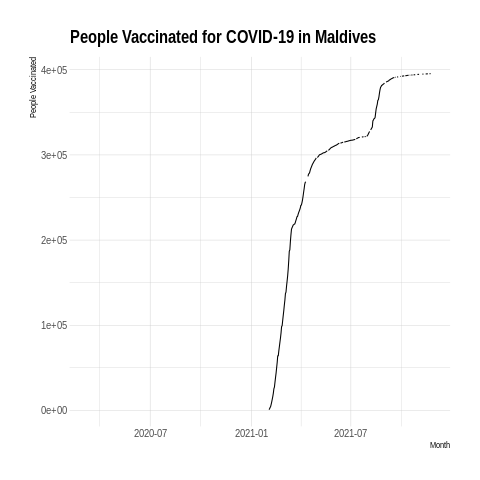 People Vaccinated for COVID-19 in Maldives
People Vaccinated
4e+05
3e+05
2e+05
1e+05
0e+00
2020-07 2021-01 2021-07
Month